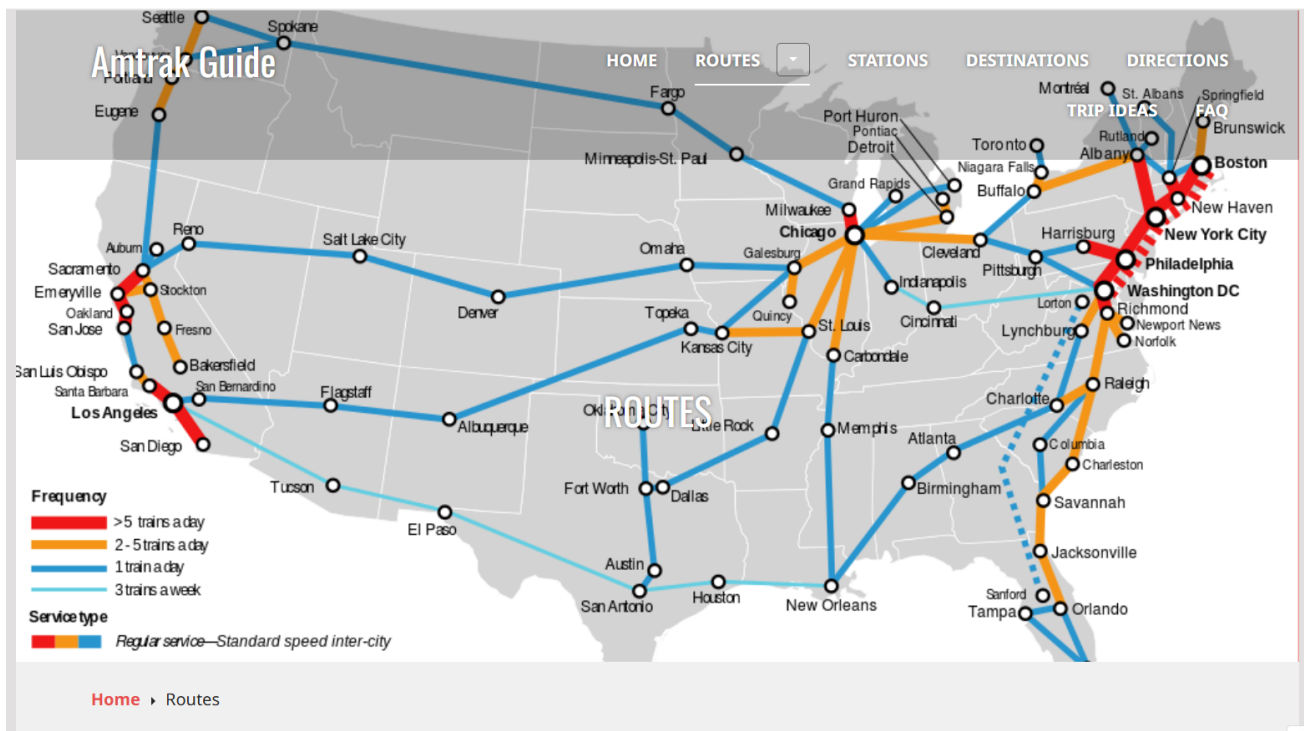 Amtrak Guide
HOME
ROUTES
STATIONS
DESTINATIONS
DIRECTIONS
TRIP IDEAS
FAQ
Seattle
Spokane
Portland
Eugene
Fargo
Minneapolis-St. Paul
Port Huron
Pontiac
Detroit
Grand Rapids
Milwaukee
Chicago
Montréal
St. Albans
Springfield
Rutland
Brunswick
Toronto
Albany
Niagara Falls
Boston
Buffalo
New Haven
New York City
Harrisburg
Cleveland
Pittsburgh
Philadelphia
Washington DC
Lorton
Richmond
Newport News
Norfolk
Lynchburg
Auburn
Reno
Salt Lake City
Omaha
Galesburg
Sacramento
Emeryville
Stockton
Oakland
San Jose
Fresno
Denver
Topeka
Quincy
Indianapolis
Cincinnati
Kansas City
St. Louis
Carbondale
Bakersfield
San Luis Obispo
Santa Barbara
San Bernardino
Los Angeles
San Diego
Flagstaff
Albuquerque
Oklahoma City
ROUTES
Little Rock
Memphis
Raleigh
Charlotte
Atlanta
Columbia
Charleston
Birmingham
Savannah
Tucson
El Paso
Fort Worth
Dallas
Austin
San Antonio
Houston
New Orleans
Jacksonville
Sanford
Tampa
Orlando
Frequency
>5 trains a day
2 - 5 trains a day
1 train a day
3 trains a week
Service type
Regular service—Standard speed inter-city
Home
Routes